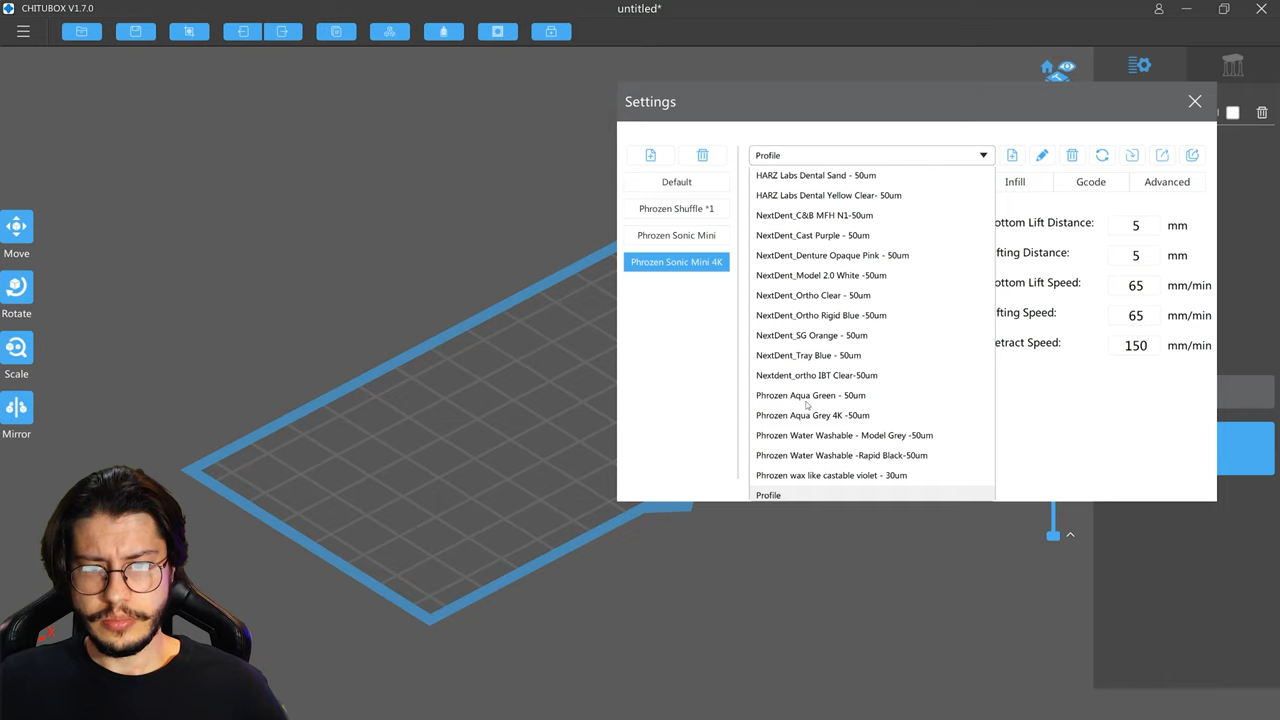 CHITUBOX V1.7.0
untitled*
Settings
Profile
Default
Phrozen Shuffle *1
Phrozen Sonic Mini
Phrozen Sonic Mini 4K
HARZ Labs Dental Sand - 50um
HARZ Labs Dental Yellow Clear- 50um
NextDent_C&B MFH N1-50um
NextDent_Cast Purple - 50um
NextDent_Denture Opaque Pink - 50um
NextDent_Model 2.0 White -50um
NextDent_Ortho Clear - 50um
NextDent_Ortho Rigid Blue -50um
NextDent_SG Orange - 50um
NextDent_Tray Blue - 50um
Nextdent_ortho IBT Clear-50um
Phrozen Aqua Green - 50um
Phrozen Aqua Grey 4K -50um
Phrozen Water Washable - Model Grey -50um
Phrozen Water Washable -Rapid Black-50um
Phrozen wax like castable violet - 30um
Profile
Infill
Gcode
Advanced
ottom Lift Distance: 5 mm
fting Distance: 5 mm
ottom Lift Speed: 65 mm/min
fting Speed: 65 mm/min
etract Speed: 150 mm/min
Move
Rotate
Scale
Mirror
X